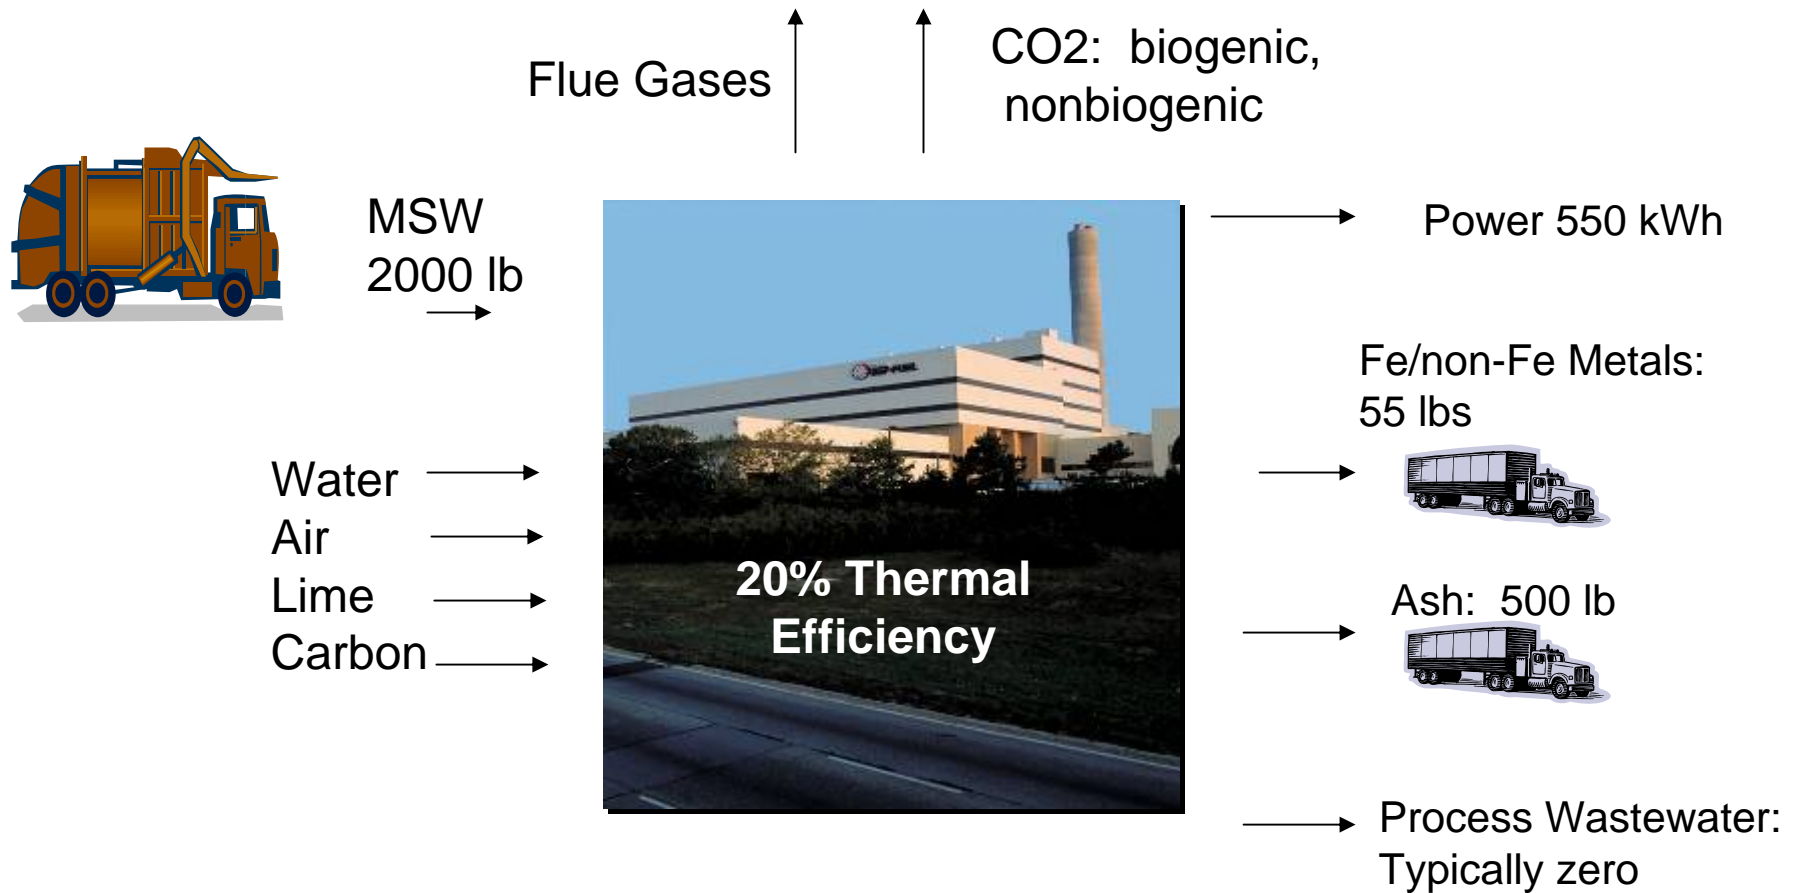 Flue Gases
CO2: biogenic,
nonbiogenic
MSW
2000 lb
Power 550 kWh
Fe/non-Fe Metals:
55 lbs
Water
Air
Lime
Carbon
20% Thermal
Efficiency
Ash: 500 lb
Process Wastewater:
Typically zero